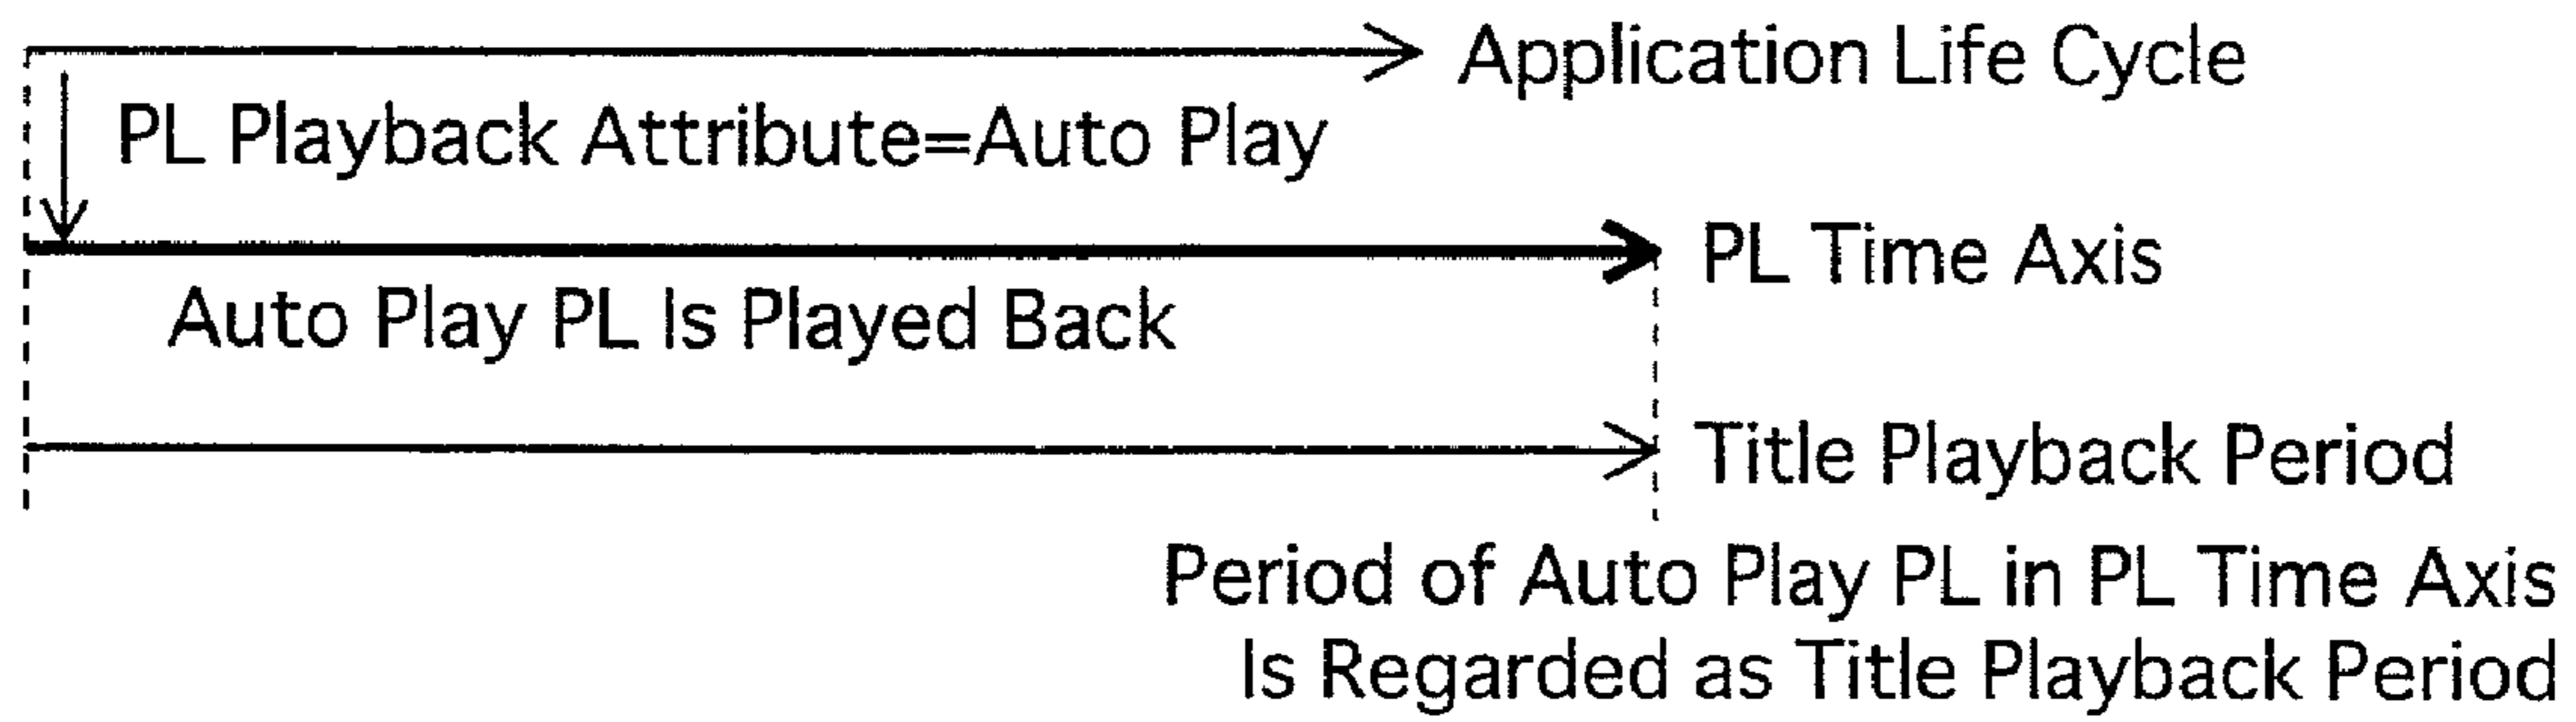 Application Life Cycle
PL Playback Attribute=Auto Play
PL Time Axis
Auto Play PL Is Played Back
Title Playback Period
Period of Auto Play PL in PL Time Axis
Is Regarded as Title Playback Period